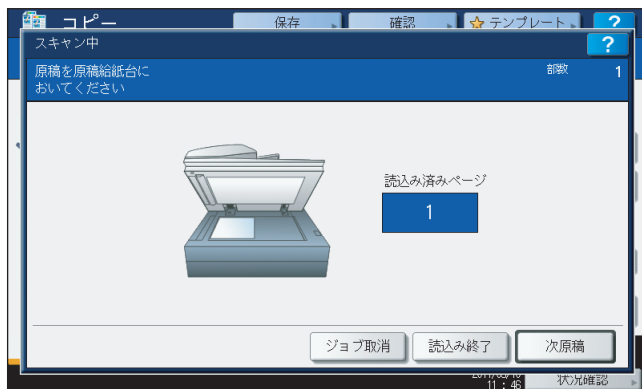 コピー
保存
確認
テンプレート
?
スキャン中
?
原稿を原稿給紙台に
おいてください
部数 1
読込み済みページ
1
ジョブ取消
読込み終了
次原稿
11 : 46
状況確認